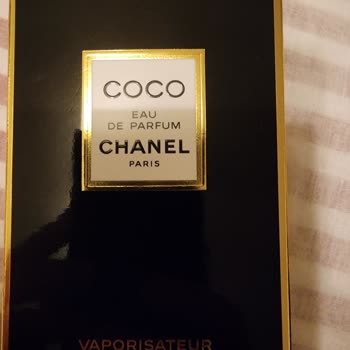 COCO
EAU
DE PARFUM
CHANEL
PARIS
VAPORISATEUR